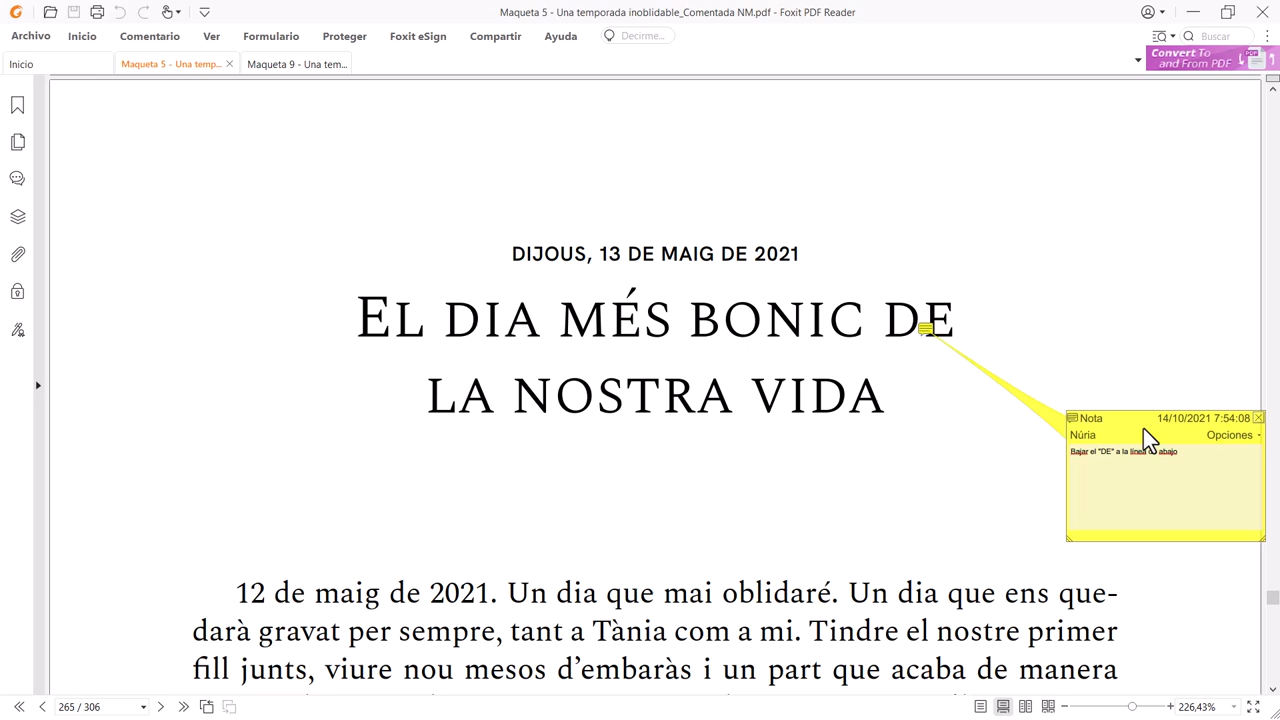 Maqueta 5 - Una temporada inoblidable_Comentada NM.pdf - Foxit PDF Reader
Archivo Inicio Comentario Ver Formulario Proteger Foxit eSign Compartir Ayuda Decirme... Buscar
Inicio Maqueta 5 - Una temp... Maqueta 9 - Una tem...
Convert To
and From PDF
PDF
DIJOUS, 13 DE MAIG DE 2021
EL DIA MÉS BONIC DE
LA NOSTRA VIDA
Nota 14/10/2021 7:54:08
Núria Opciones
Bajar el "DE" a la línea abajo
12 de maig de 2021. Un dia que mai oblidaré. Un dia que ens que-
darà gravat per sempre, tant a Tània com a mi. Tindre el nostre primer
fill junts, viure nou mesos d’embaràs i un part que acaba de manera
265 / 306 226,43%